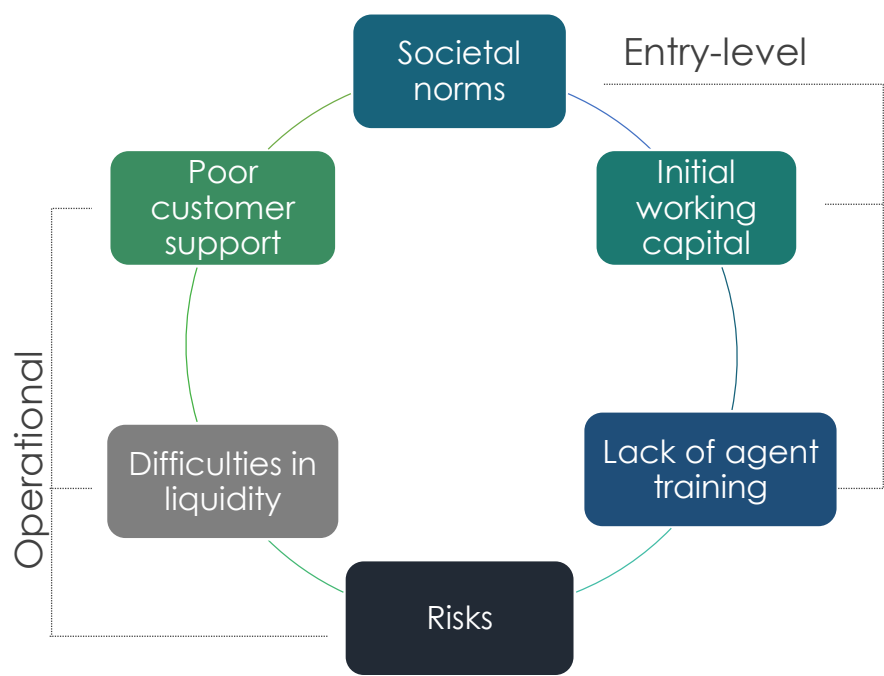 Societal
norms
Entry-level
Initial
working
capital
Lack of agent
training
Risks
Difficulties in
liquidity
Poor
customer
support
Operational